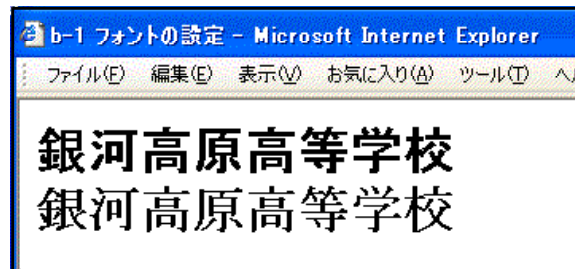 b-1 フォントの設定 - Microsoft Internet Explorer
ファイル(F) 編集(E) 表示(V) お気に入り(A) ツール(T)
銀河高原高等学校
銀河高原高等学校